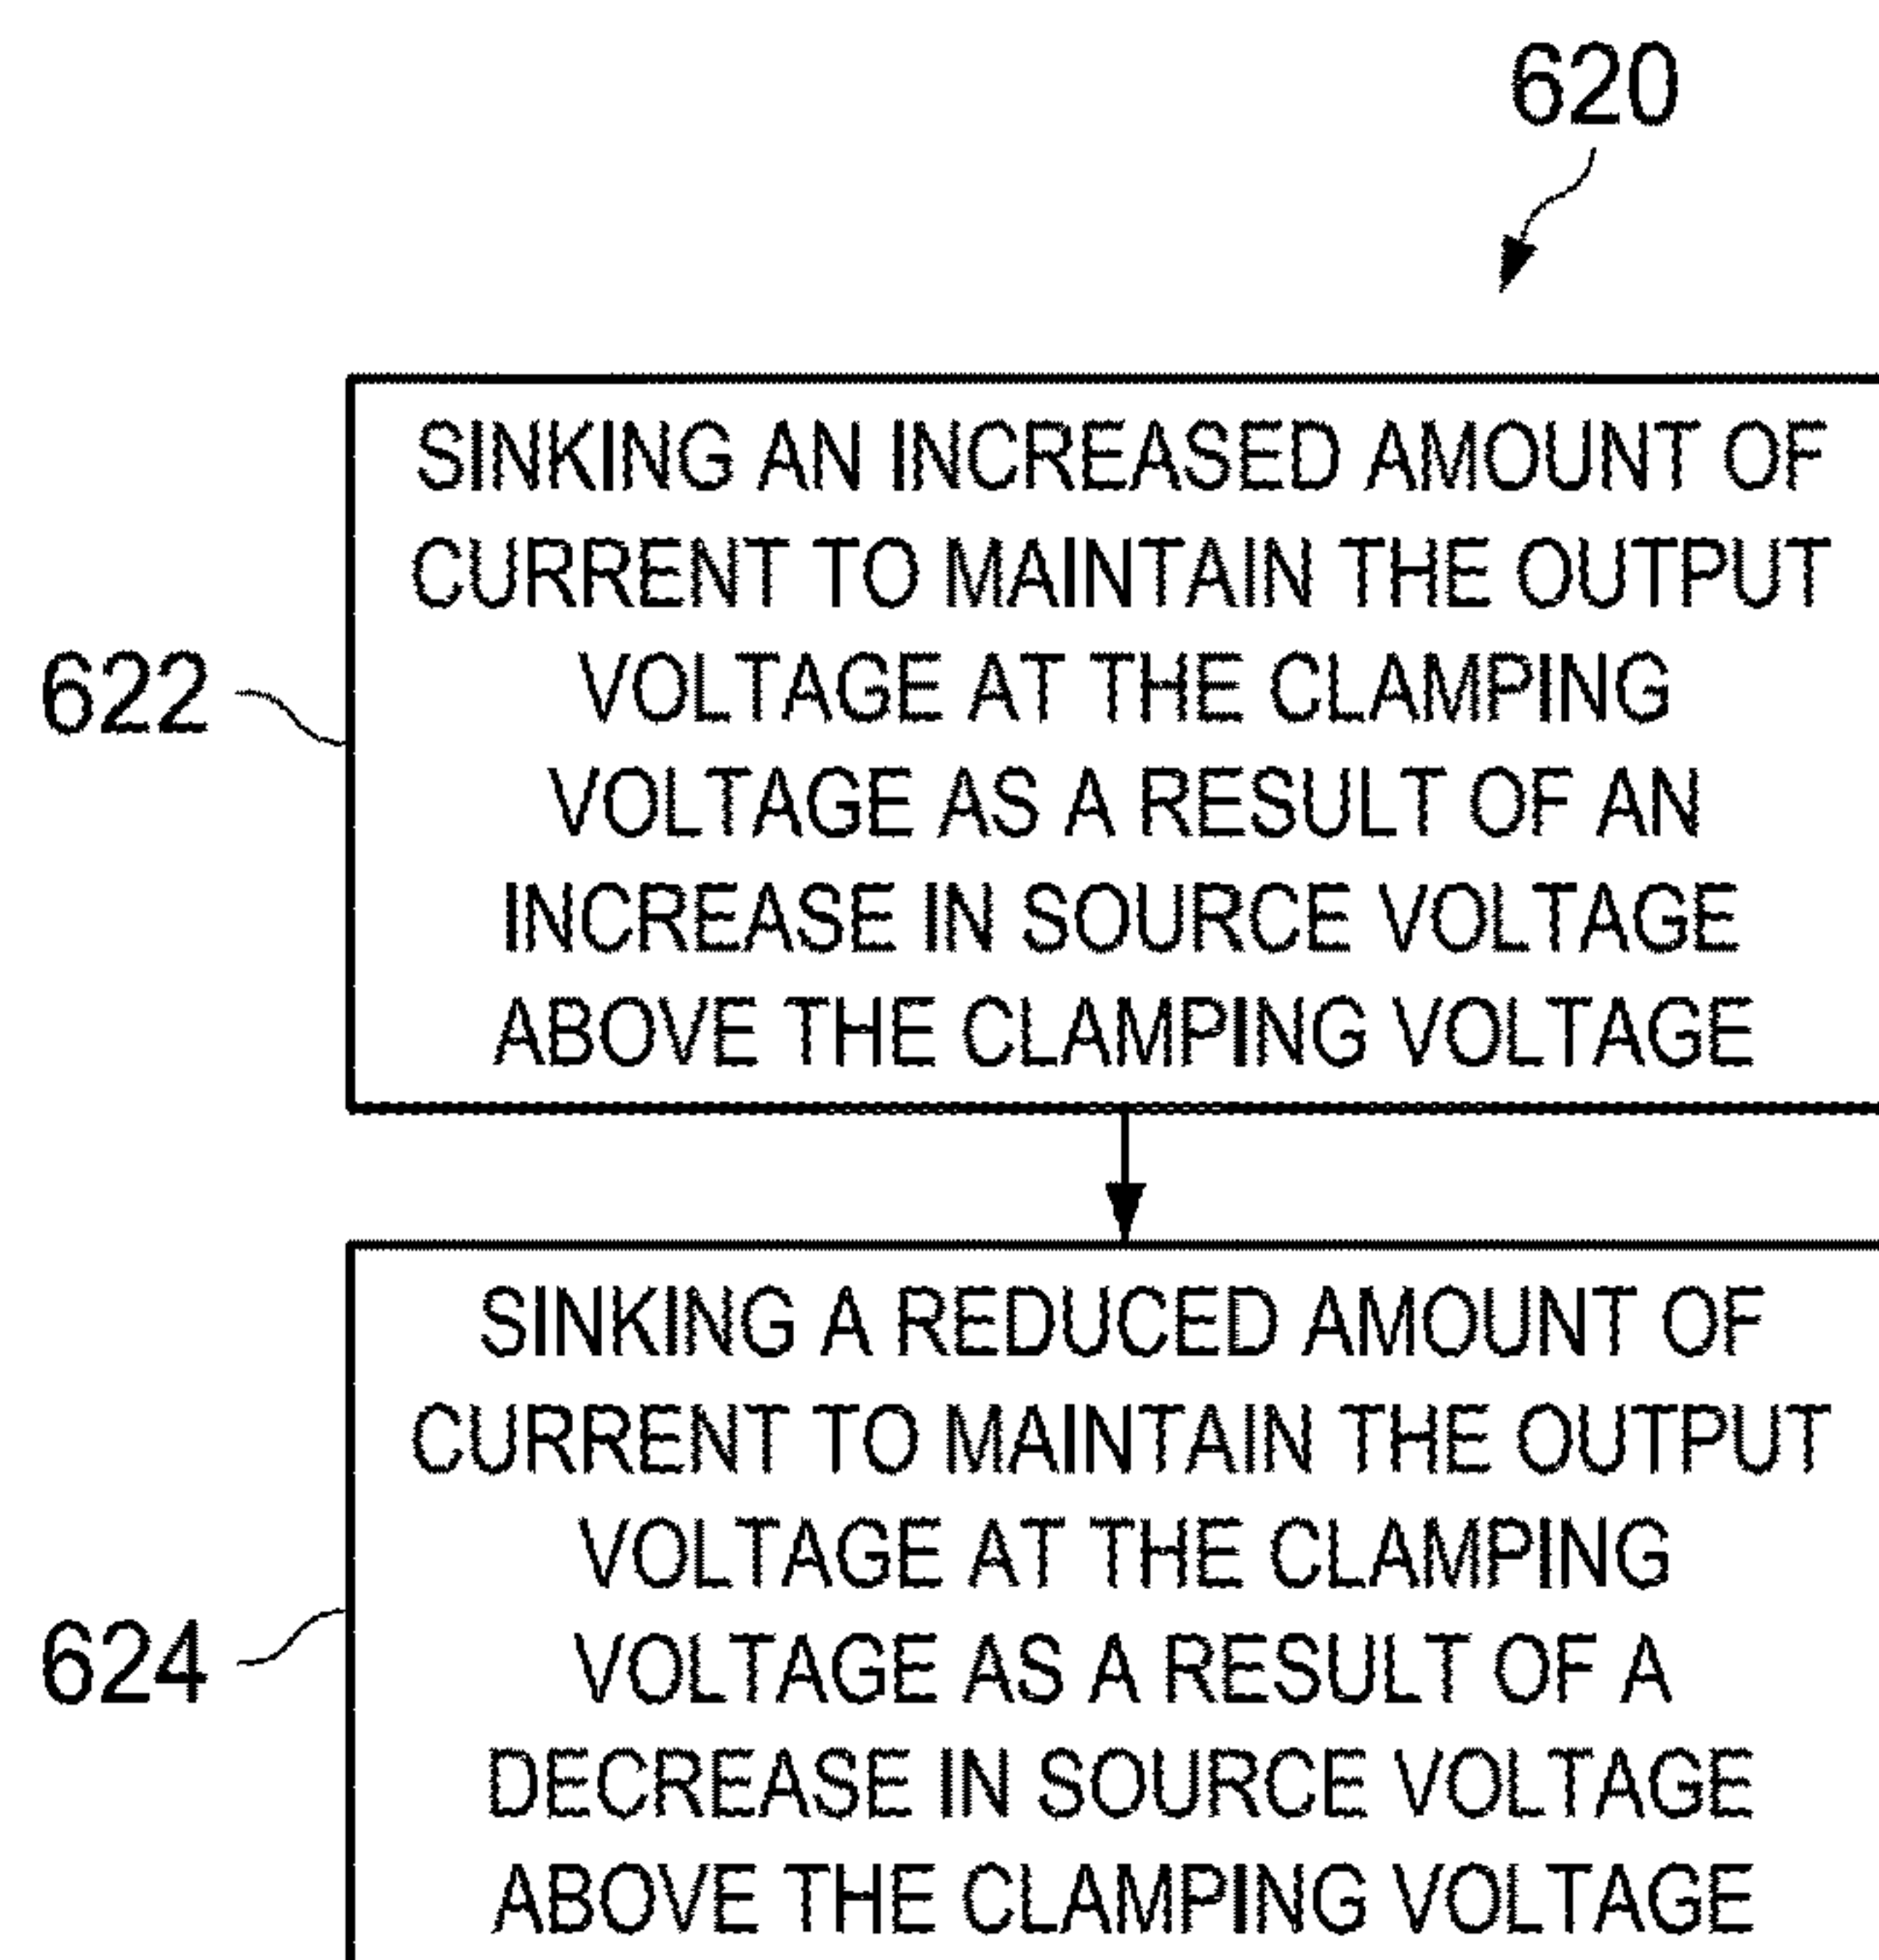 620
SINKING AN INCREASED AMOUNT OF
CURRENT TO MAINTAIN THE OUTPUT
VOLTAGE AT THE CLAMPING
VOLTAGE AS A RESULT OF AN
INCREASE IN SOURCE VOLTAGE
ABOVE THE CLAMPING VOLTAGE
622
SINKING A REDUCED AMOUNT OF
CURRENT TO MAINTAIN THE OUTPUT
VOLTAGE AT THE CLAMPING
VOLTAGE AS A RESULT OF A
DECREASE IN SOURCE VOLTAGE
ABOVE THE CLAMPING VOLTAGE
624